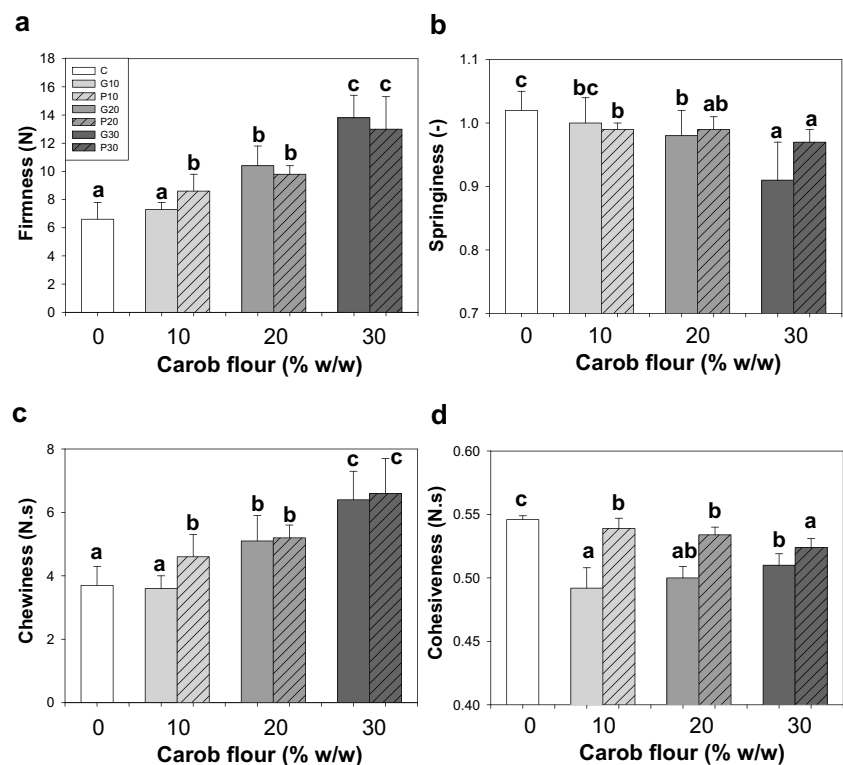 a
18
16
14
12
10
8
6
4
2
0
Firmness (N)
C
G10
P10
G20
P20
G30
P30
a
a
b
b
b
c
c
0 10 20 30
Carob flour (% w/w)
b
1.1
1.0
0.9
0.8
0.7
Springiness (-)
c
bc
b
b
ab
a
a
0 10 20 30
Carob flour (% w/w)
c
8
6
4
2
0
Chewiness (N.s)
a
a
b
b
b
c
c
0 10 20 30
Carob flour (% w/w)
d
0.60
0.55
0.50
0.45
0.40
Cohesiveness (N.s)
c
a
b
ab
b
b
a
0 10 20 30
Carob flour (% w/w)